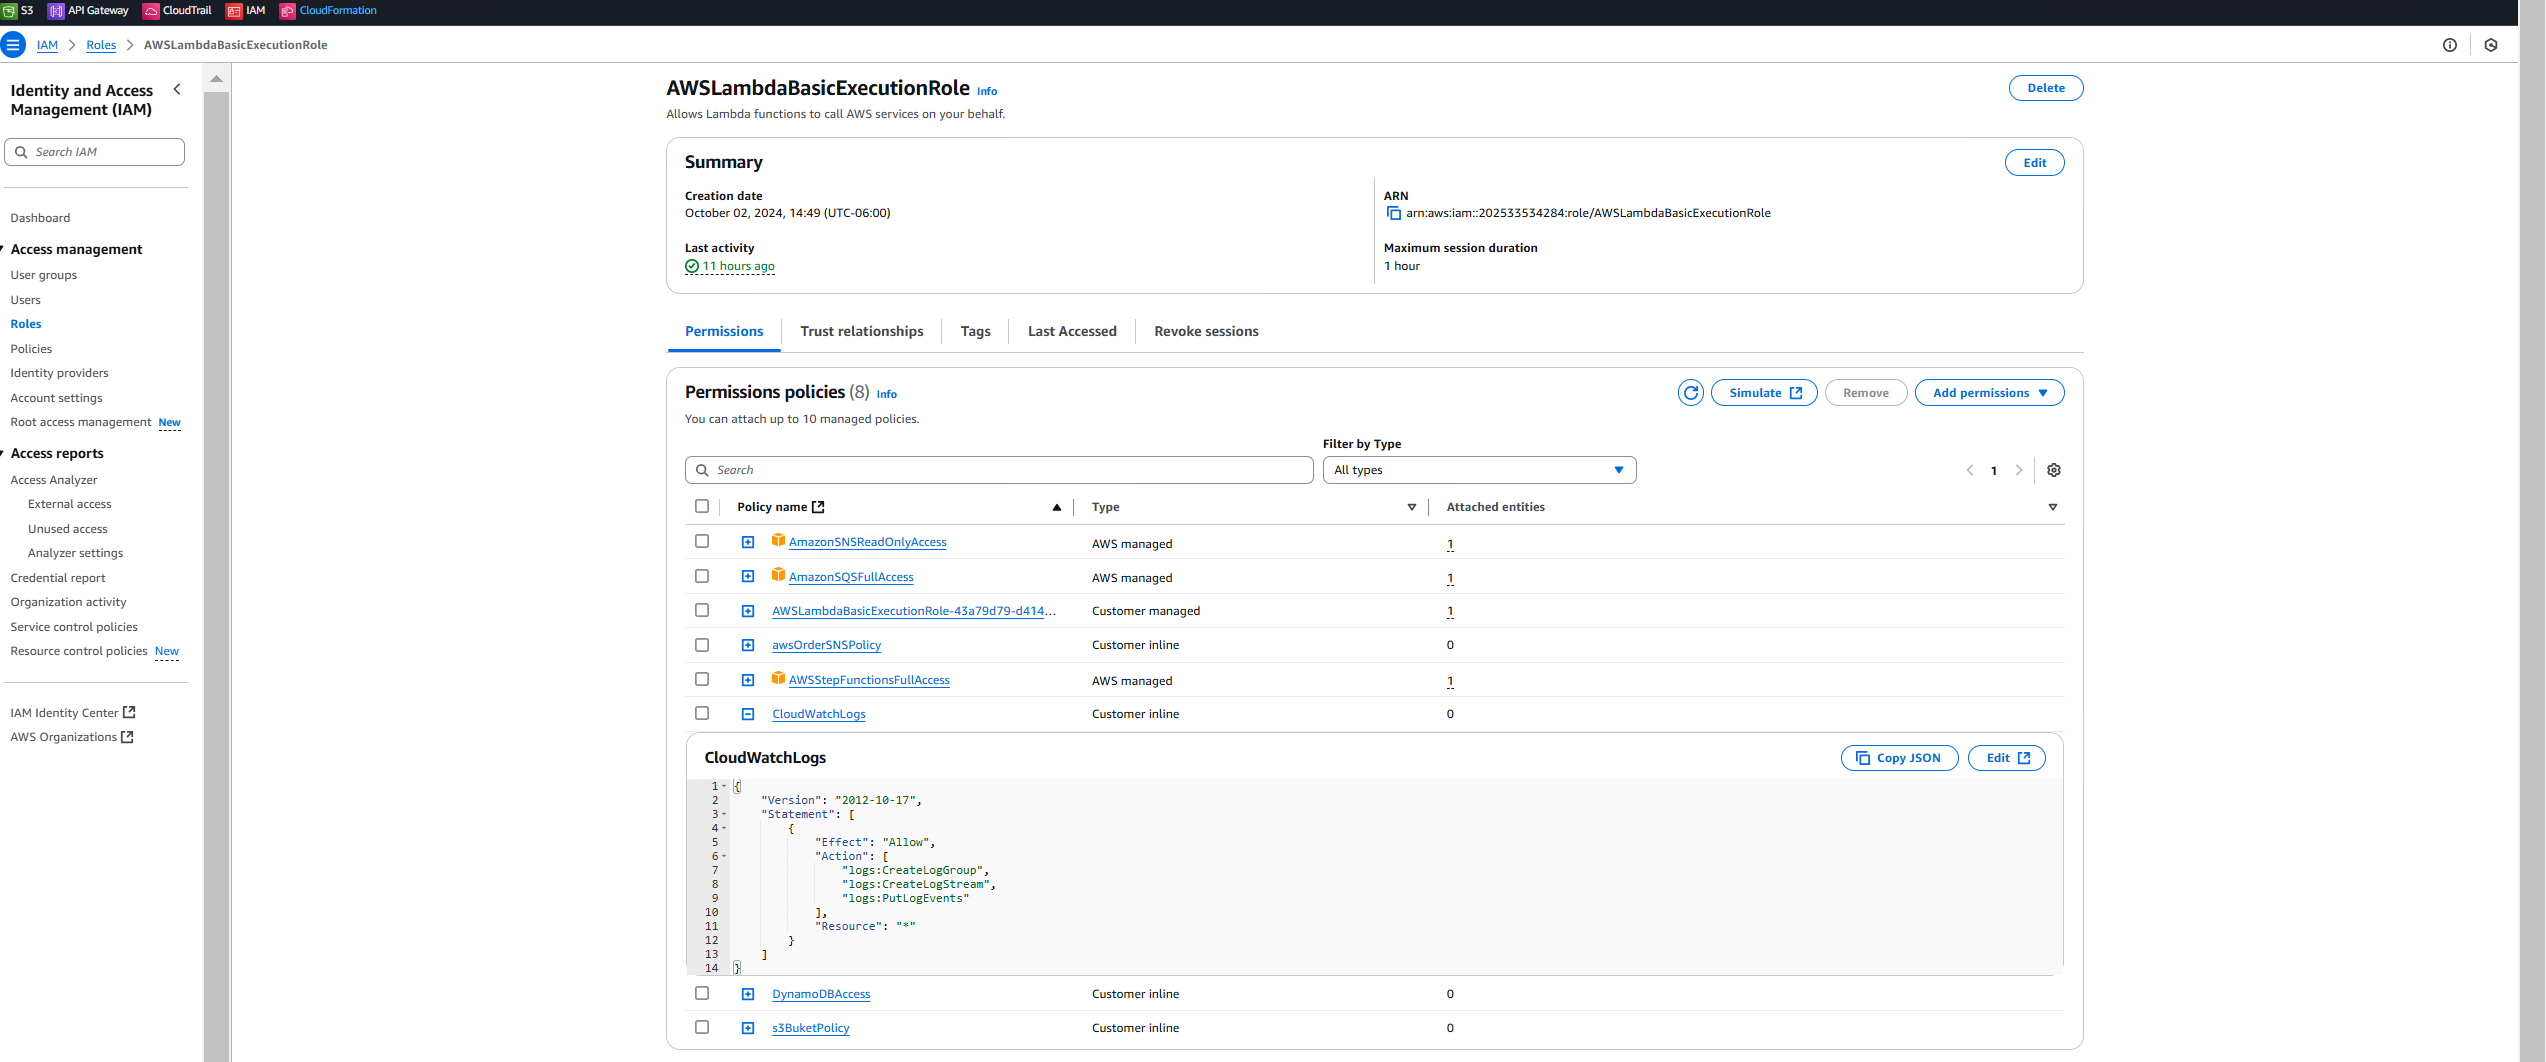 S3 API Gateway CloudTrail IAM CloudFormation
IAM > Roles > AWSLambdaBasicExecutionRole
Identity and Access Management (IAM)
Search IAM
Dashboard
Access management
User groups
Users
Roles
Policies
Identity providers
Account settings
Root access management New
Access reports
Access Analyzer
External access
Unused access
Analyzer settings
Credential report
Organization activity
Service control policies
Resource control policies New
IAM Identity Center
AWS Organizations
AWSLambdaBasicExecutionRole Info
Delete
Allows Lambda functions to call AWS services on your behalf.
Summary
Edit
Creation date
October 02, 2024, 14:49 (UTC-06:00)
ARN
arn:aws:iam::202533534284:role/AWSLambdaBasicExecutionRole
Last activity
11 hours ago
Maximum session duration
1 hour
Permissions Trust relationships Tags Last Accessed Revoke sessions
Permissions policies (8) Info
Simulate Remove Add permissions
You can attach up to 10 managed policies.
Filter by Type
Search
All types
1
Policy name Type Attached entities
AmazonSNSReadOnlyAccess AWS managed 1
AmazonSQSFullAccess AWS managed 1
AWSLambdaBasicExecutionRole-43a79d79-d414... Customer managed 1
awsOrderSNSPolicy Customer inline 0
AWSStepFunctionsFullAccess AWS managed 1
CloudWatchLogs Customer inline 0
CloudWatchLogs
Copy JSON Edit
1 {
2 "Version": "2012-10-17",
3 "Statement": [
4 {
5 "Effect": "Allow",
6 "Action": [
7 "logs:CreateLogGroup",
8 "logs:CreateLogStream",
9 "logs:PutLogEvents"
10 ],
11 "Resource": "*"
12 }
13 ]
14 }
DynamoDBAccess Customer inline 0
s3BuketPolicy Customer inline 0